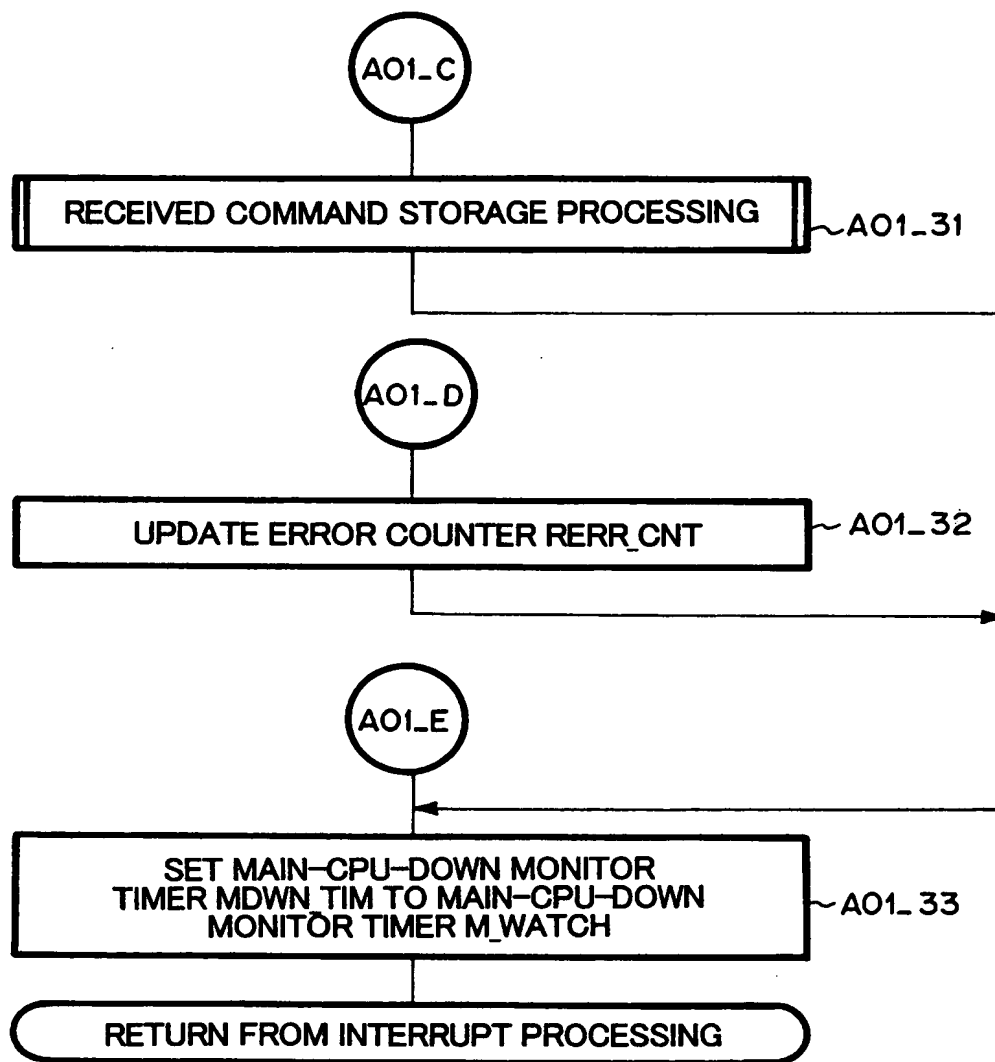 A01_C
RECEIVED COMMAND STORAGE PROCESSING
A01_31
A01_D
UPDATE ERROR COUNTER RERR_CNT
A01_32
A01_E
SET MAIN-CPU-DOWN MONITOR
TIMER MDWN_TIM TO MAIN-CPU-DOWN
MONITOR TIMER M_WATCH
A01_33
RETURN FROM INTERRUPT PROCESSING